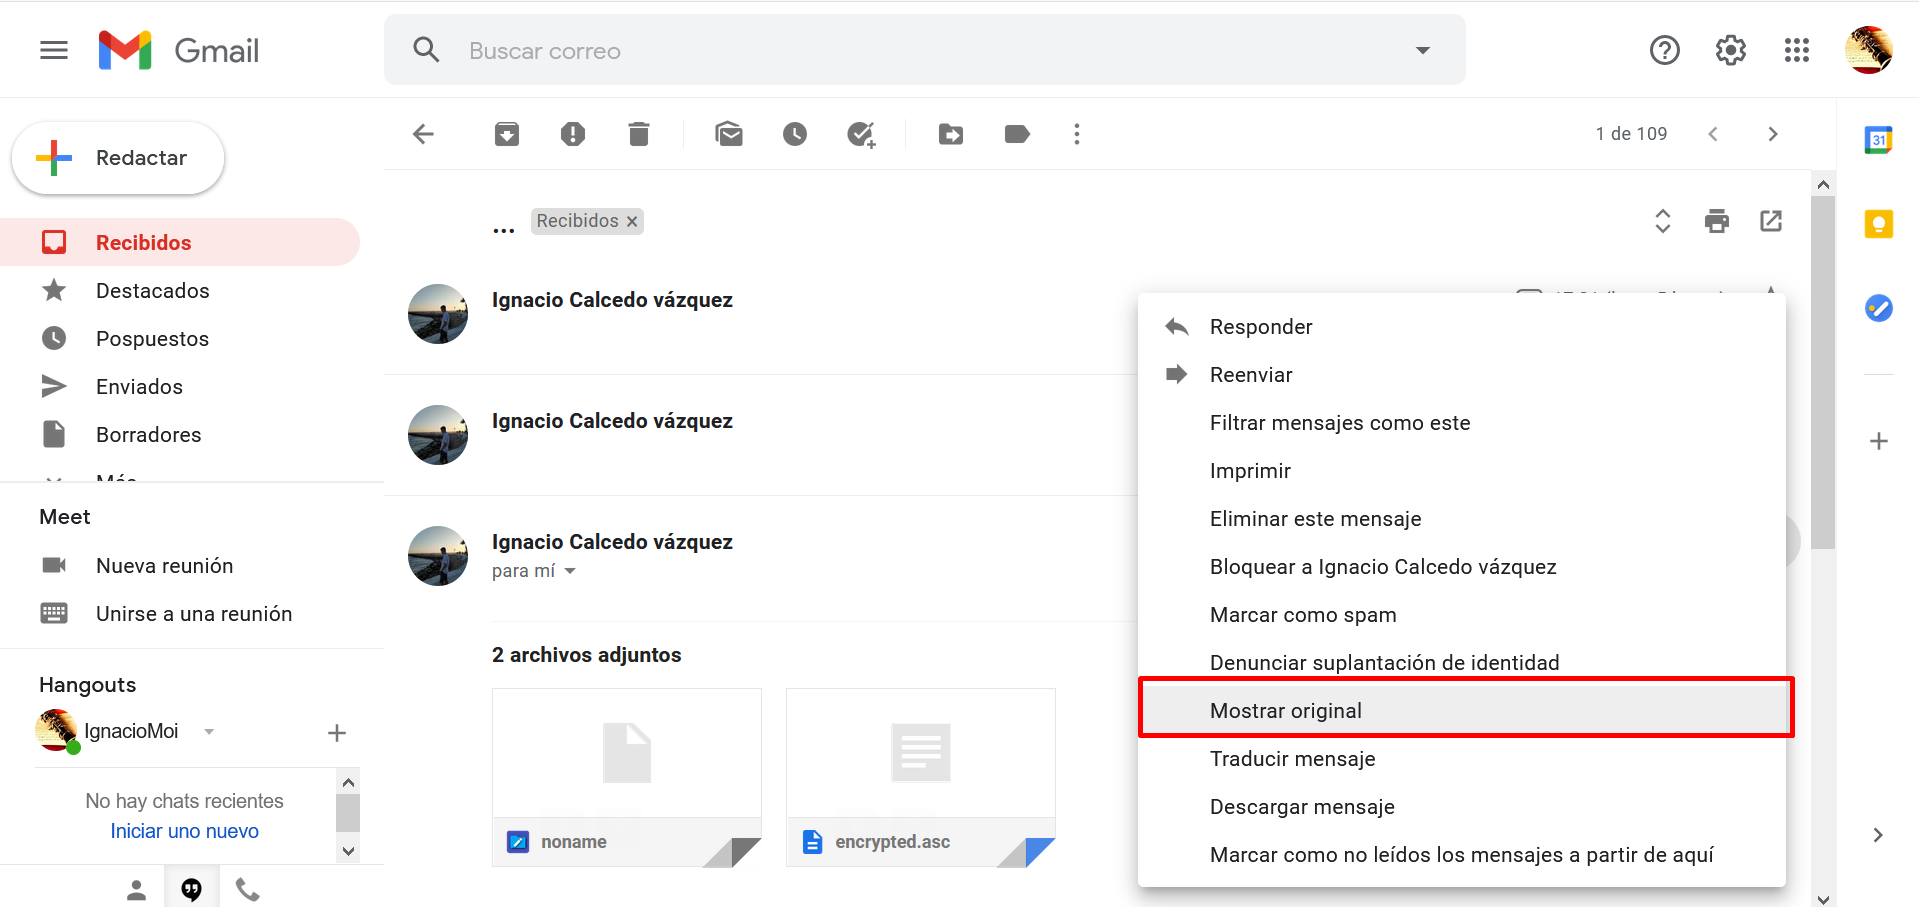 Gmail
Buscar correo
Redactar
1 de 109
31
Recibidos
Destacados
Pospuestos
Enviados
Borradores
Más
Meet
Nueva reunión
Unirse a una reunión
Hangouts
IgnacioMoi
No hay chats recientes
Iniciar uno nuevo
... Recibidos ×
Ignacio Calcedo vázquez
Ignacio Calcedo vázquez
Ignacio Calcedo vázquez
para mí
2 archivos adjuntos
noname
encrypted.asc
Responder
Reenviar
Filtrar mensajes como este
Imprimir
Eliminar este mensaje
Bloquear a Ignacio Calcedo vázquez
Marcar como spam
Denunciar suplantación de identidad
Mostrar original
Traducir mensaje
Descargar mensaje
Marcar como no leídos los mensajes a partir de aquí